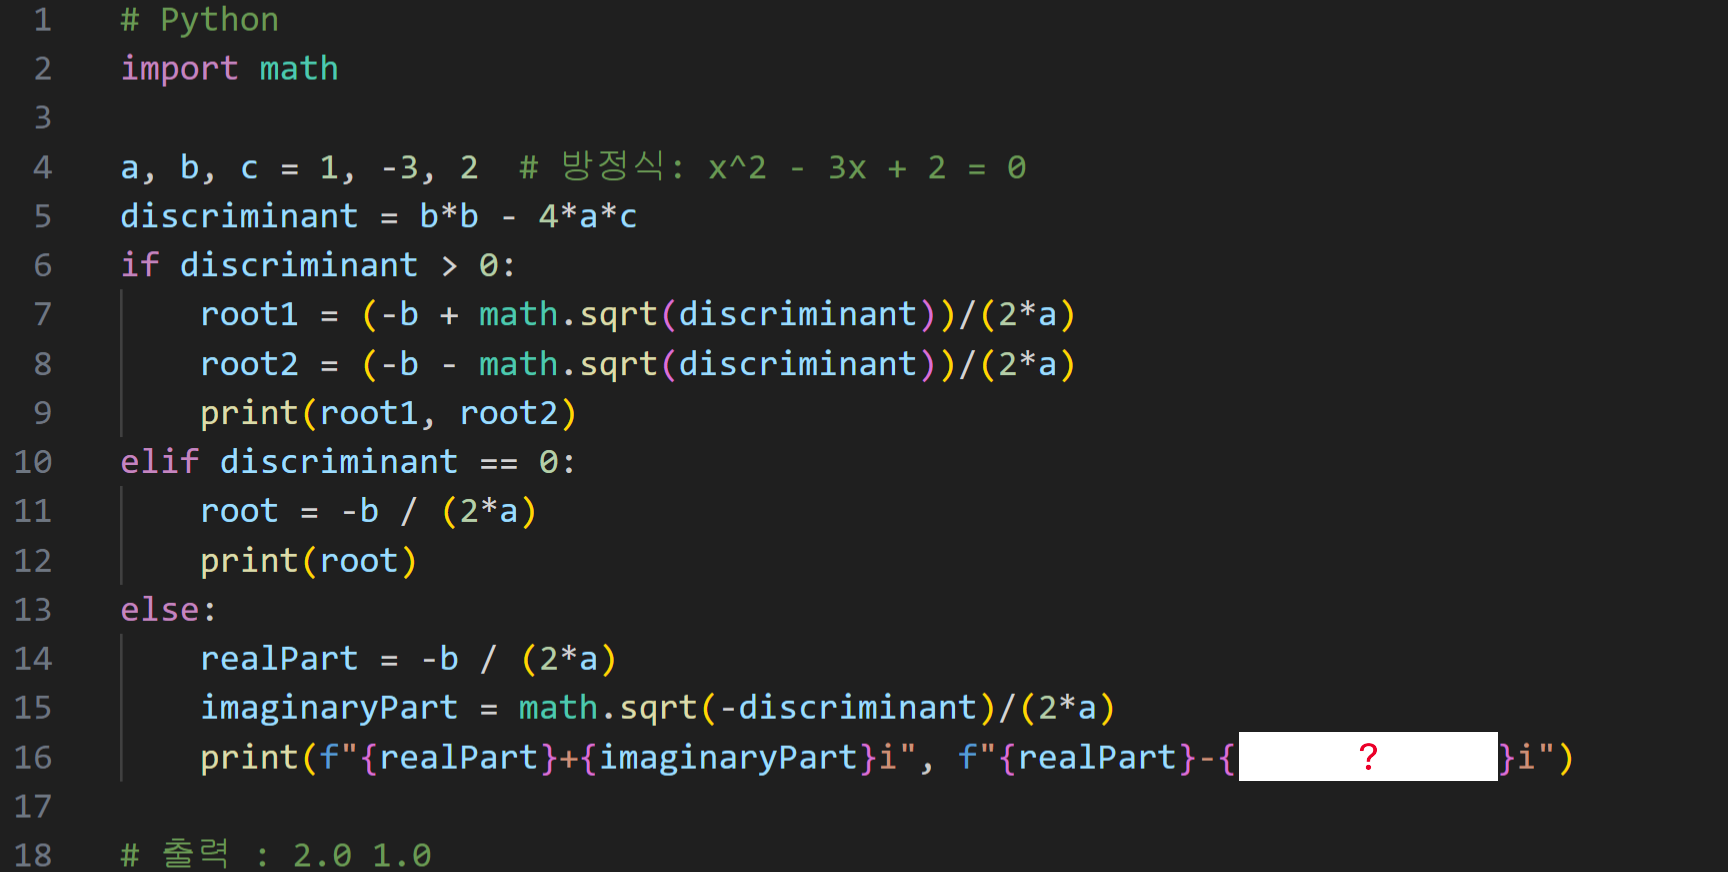 1 # Python
2 import math
3
4 a, b, c = 1, -3, 2  # 방정식: x^2 - 3x + 2 = 0
5 discriminant = b*b - 4*a*c
6 if discriminant > 0:
7     root1 = (-b + math.sqrt(discriminant))/(2*a)
8     root2 = (-b - math.sqrt(discriminant))/(2*a)
9     print(root1, root2)
10 elif discriminant == 0:
11     root = -b / (2*a)
12     print(root)
13 else:
14     realPart = -b / (2*a)
15     imaginaryPart = math.sqrt(-discriminant)/(2*a)
16     print(f"{realPart}+{imaginaryPart}i", f"{realPart}-{ ? }i")
17
18 # 출력 : 2.0 1.0